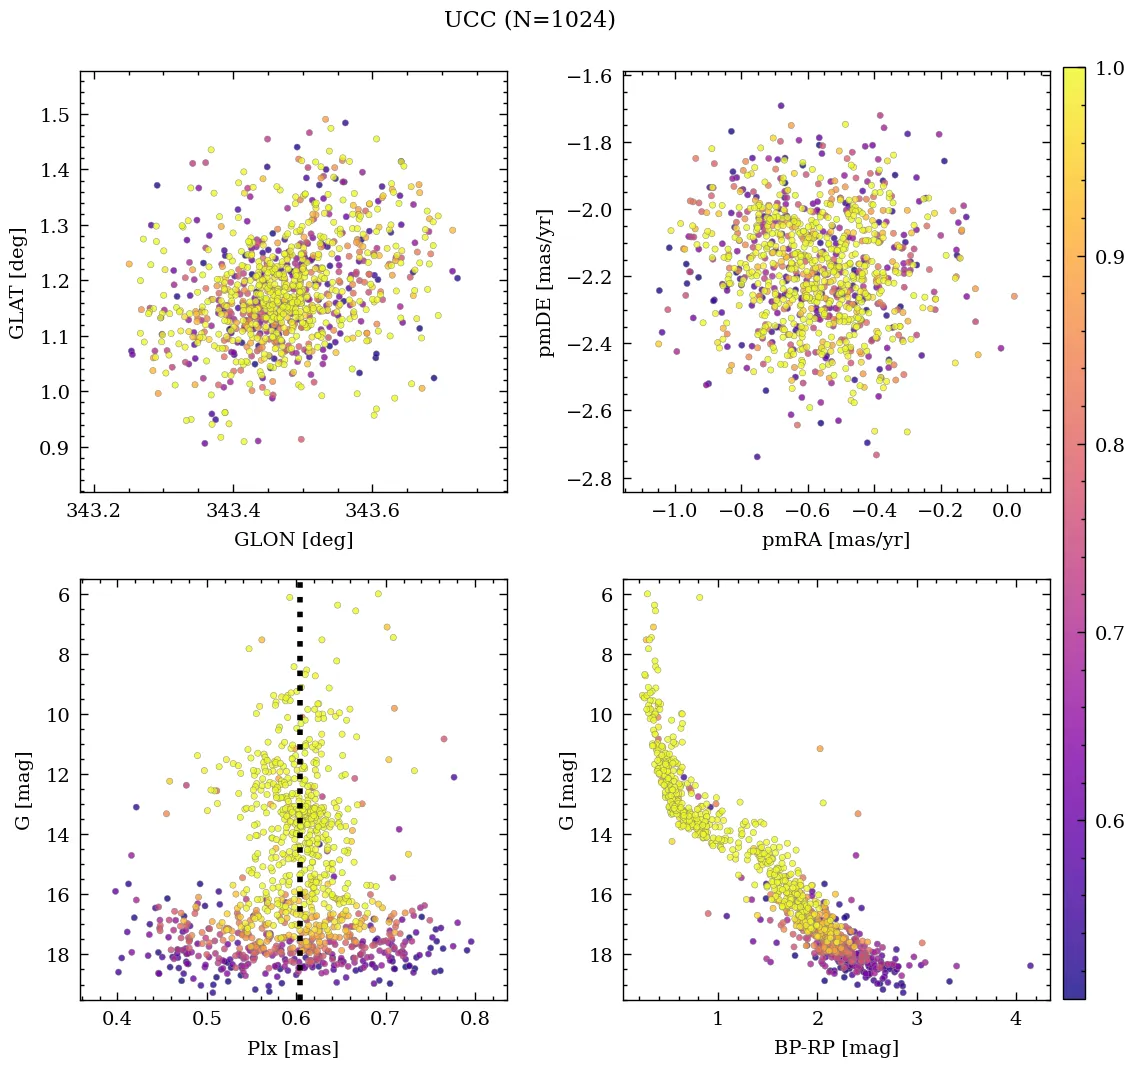 UCC (N=1024)
1.5
1.4
1.3
1.2
1.1
1.0
0.9
GLAT [deg]
343.2 343.4 343.6
GLON [deg]
−1.6
−1.8
−2.0
−2.2
−2.4
−2.6
−2.8
pmDE [mas/yr]
−1.0 −0.8 −0.6 −0.4 −0.2 0.0
pmRA [mas/yr]
1.0
0.9
0.8
0.7
0.6
6
8
10
12
14
16
18
G [mag]
0.4 0.5 0.6 0.7 0.8
Plx [mas]
6
8
10
12
14
16
18
G [mag]
1 2 3 4
BP-RP [mag]